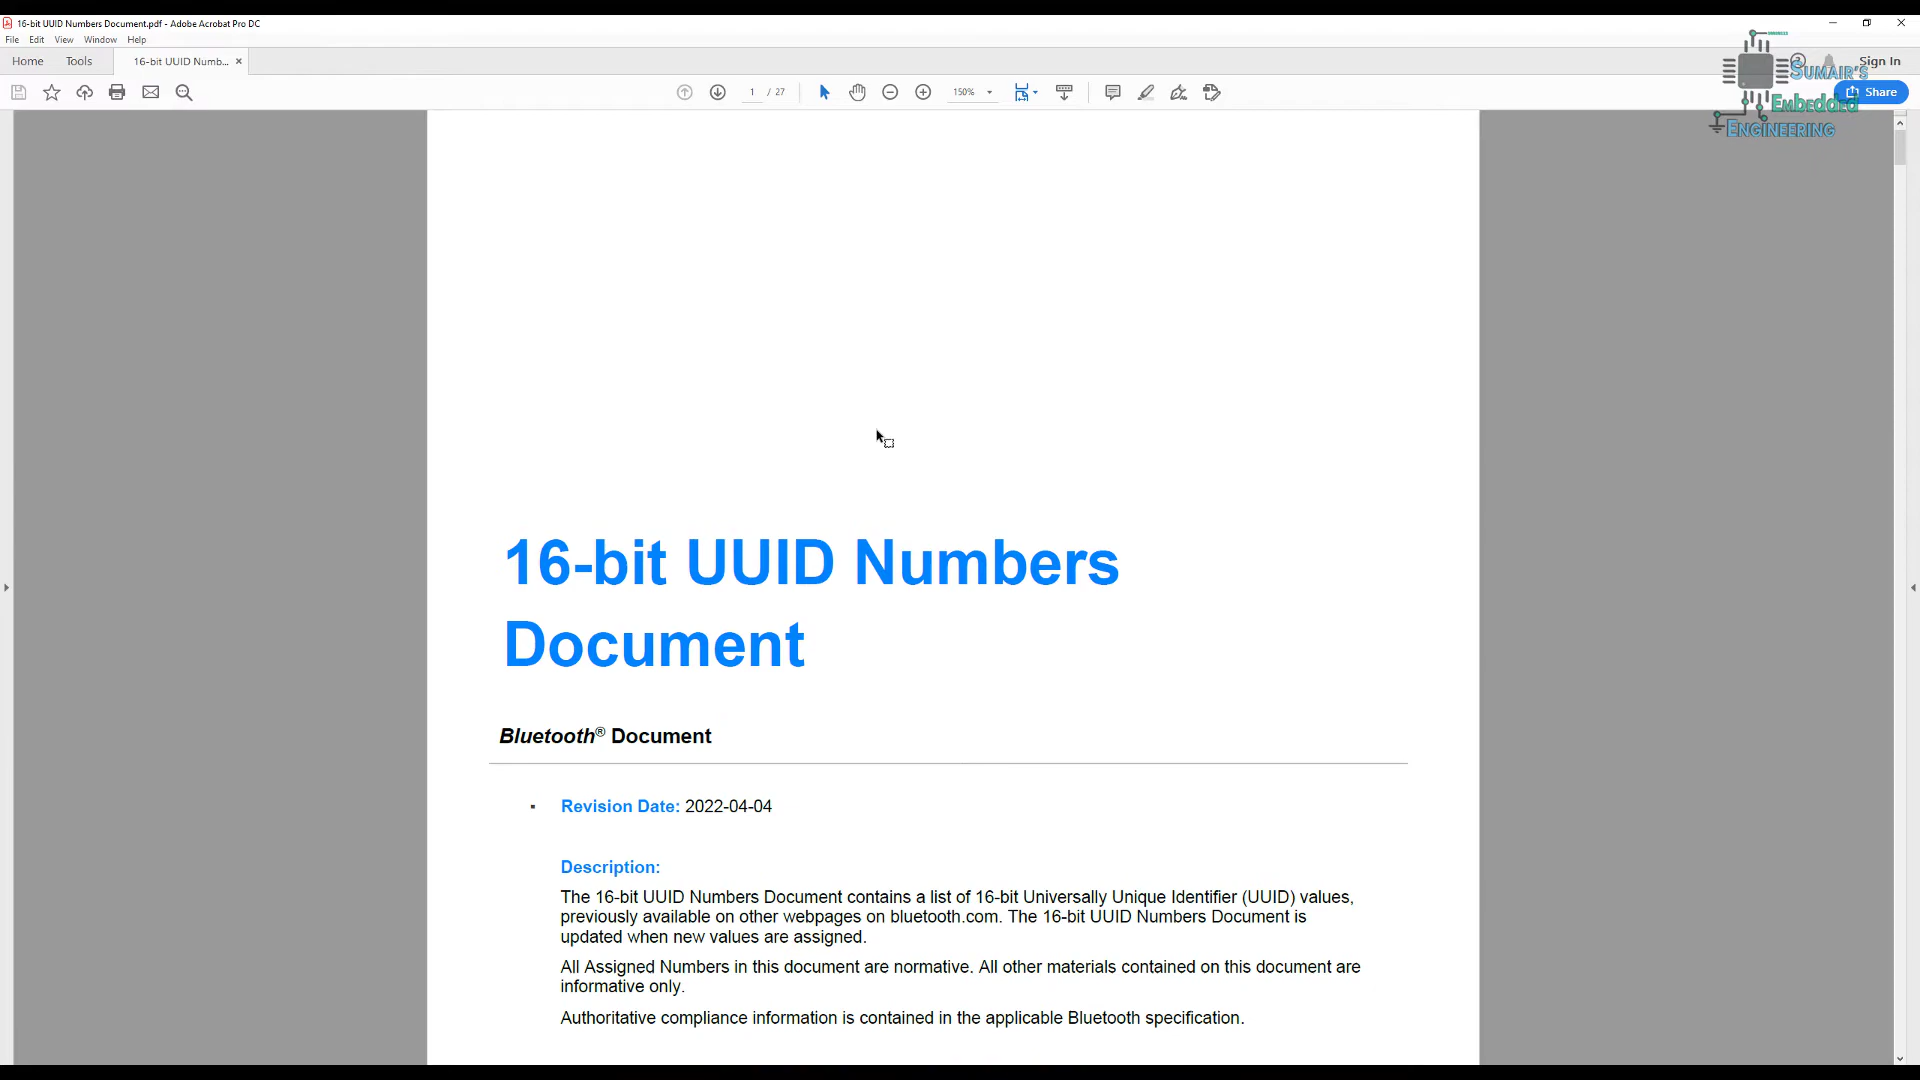 16-bit UUID Numbers Document.pdf - Adobe Acrobat Pro DC
File Edit View Window Help
Home Tools 16-bit UUID Numb... × Sign In
1 / 27 150% Share
SUMAIR'S
EMBEDDED
ENGINEERING
16-bit UUID Numbers
Document
Bluetooth® Document
▪ Revision Date: 2022-04-04
Description:
The 16-bit UUID Numbers Document contains a list of 16-bit Universally Unique Identifier (UUID) values,
previously available on other webpages on bluetooth.com. The 16-bit UUID Numbers Document is
updated when new values are assigned.
All Assigned Numbers in this document are normative. All other materials contained on this document are
informative only.
Authoritative compliance information is contained in the applicable Bluetooth specification.